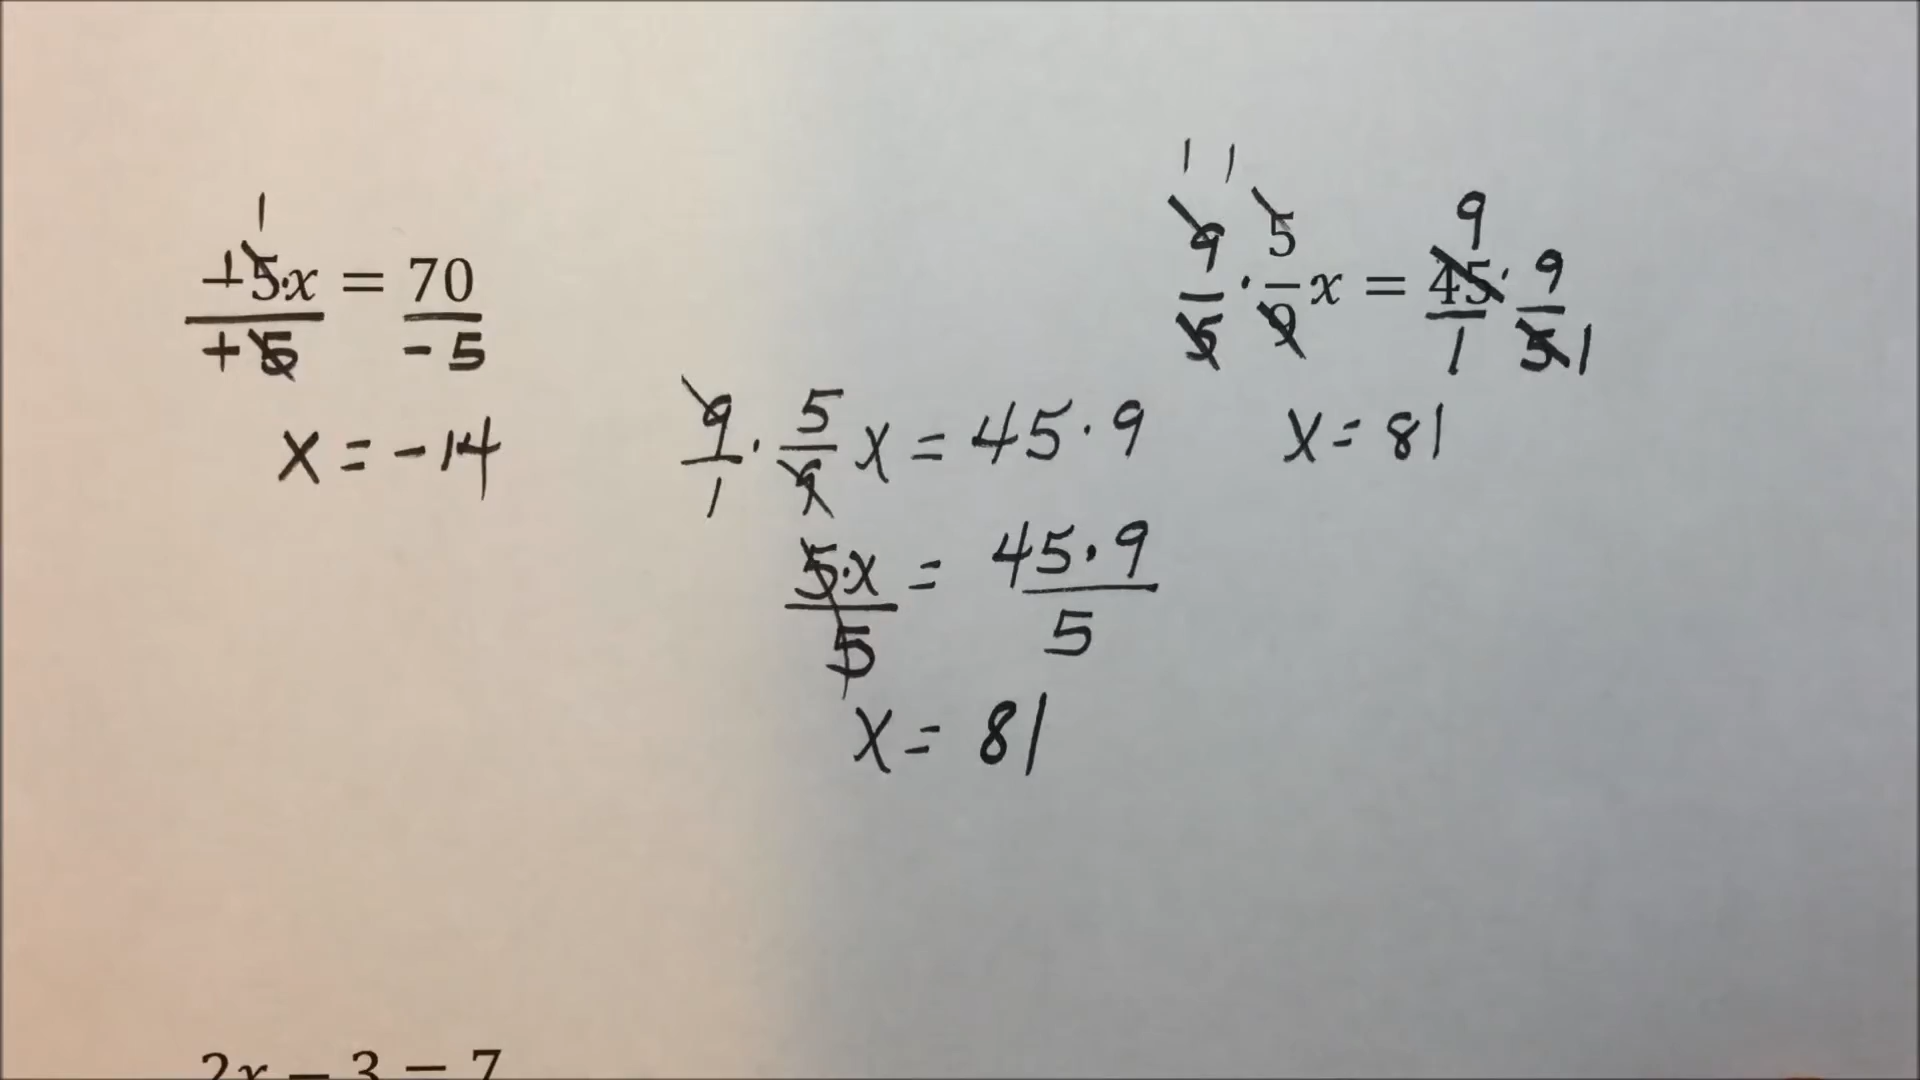 1
-5·x = 70
-5 -5
x = -14
9/1 · 5/9 x = 45 · 9
5·x/5 = 45·9/5
x = 81
1 1
9/5 · 5/9 x = 45/1 · 9/5
9
1
x = 81
2x − 3 = 7